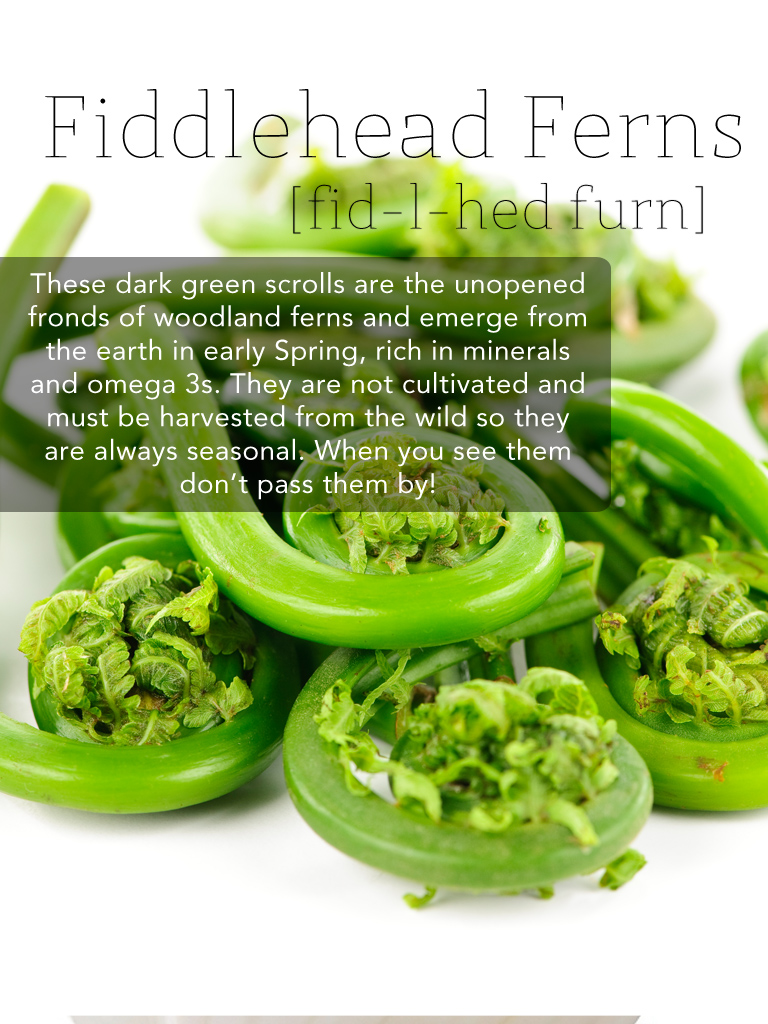 Fiddlehead Ferns
[fid-l-hed furn]
These dark green scrolls are the unopened
fronds of woodland ferns and emerge from
the earth in early Spring, rich in minerals
and omega 3s. They are not cultivated and
must be harvested from the wild so they
are always seasonal. When you see them
don’t pass them by!